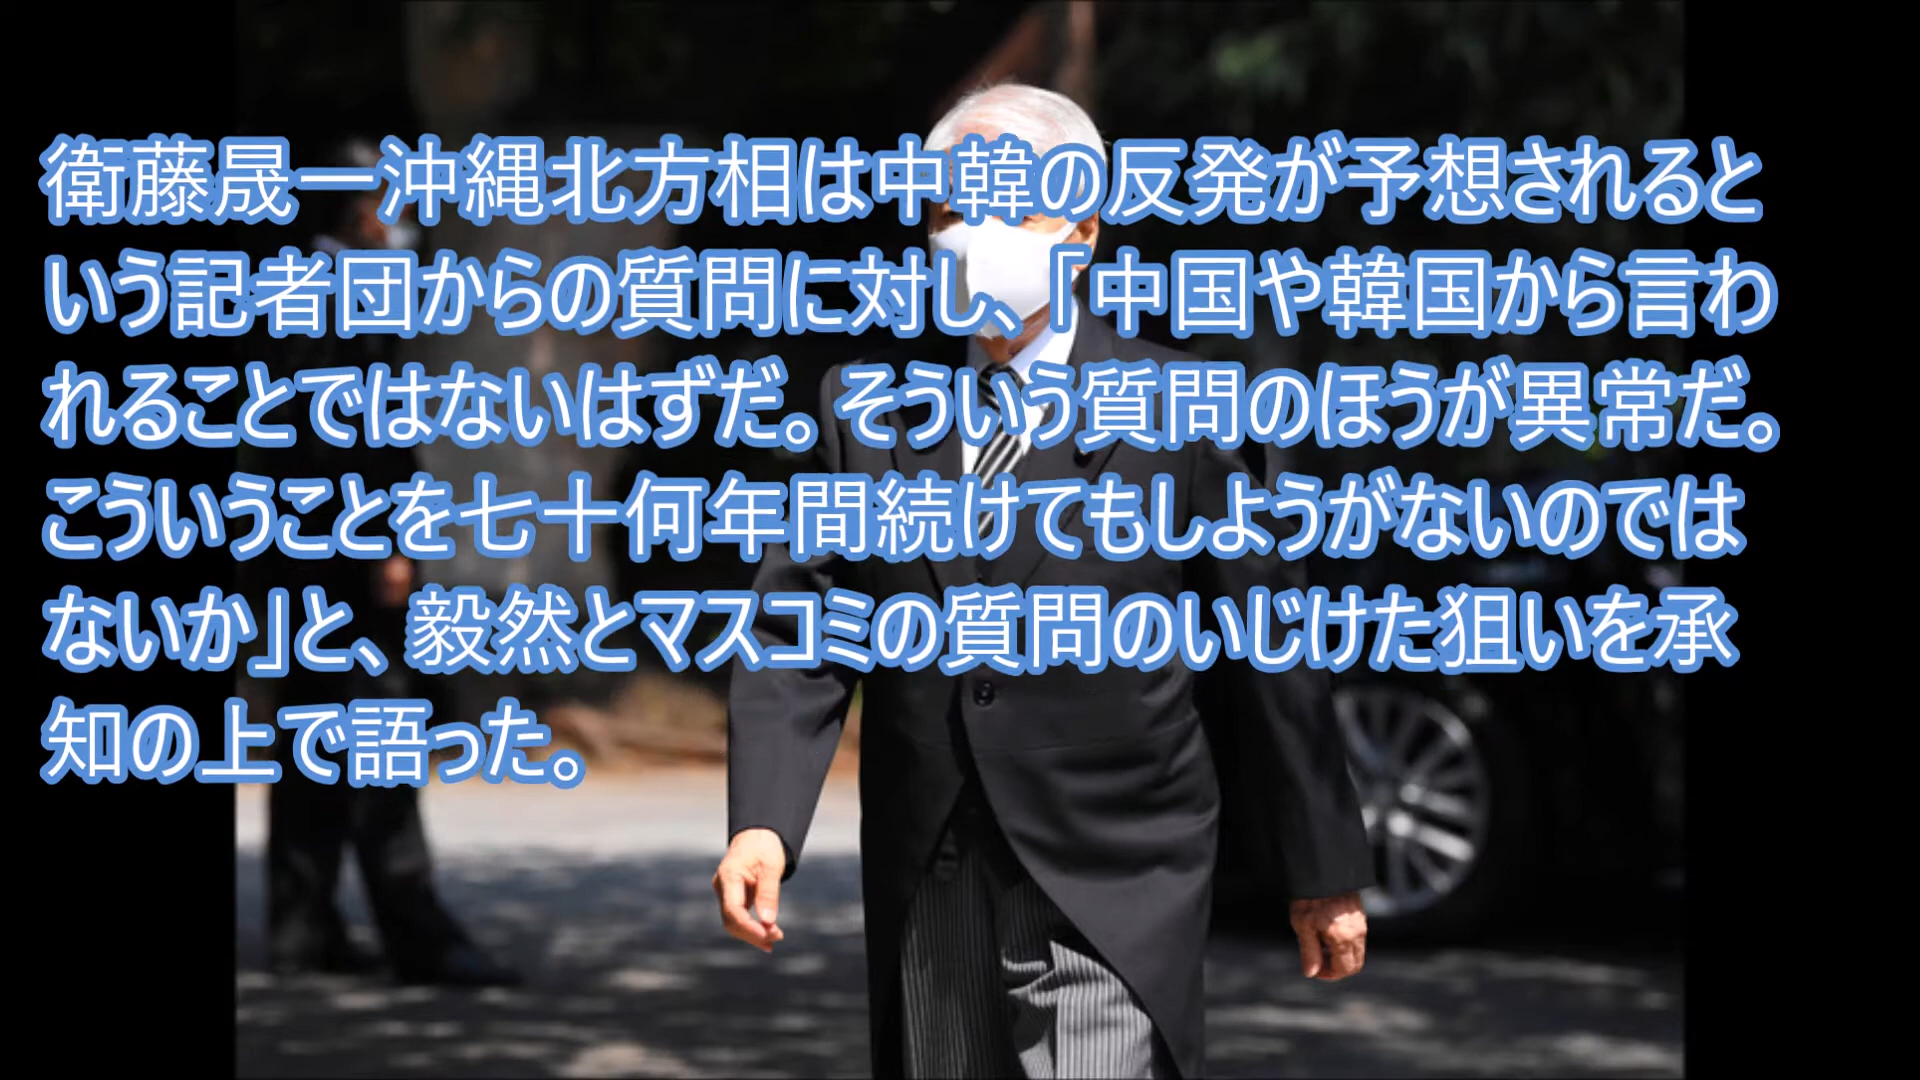 衛藤晟一沖縄北方相は中韓の反発が予想されると
いう記者団からの質問に対し、「中国や韓国から言わ
れることではないはずだ。そういう質問のほうが異常だ。
こういうことを七十何年間続けてもしようがないのでは
ないか」と、毅然とマスコミの質問のいじけた狙いを承
知の上で語った。